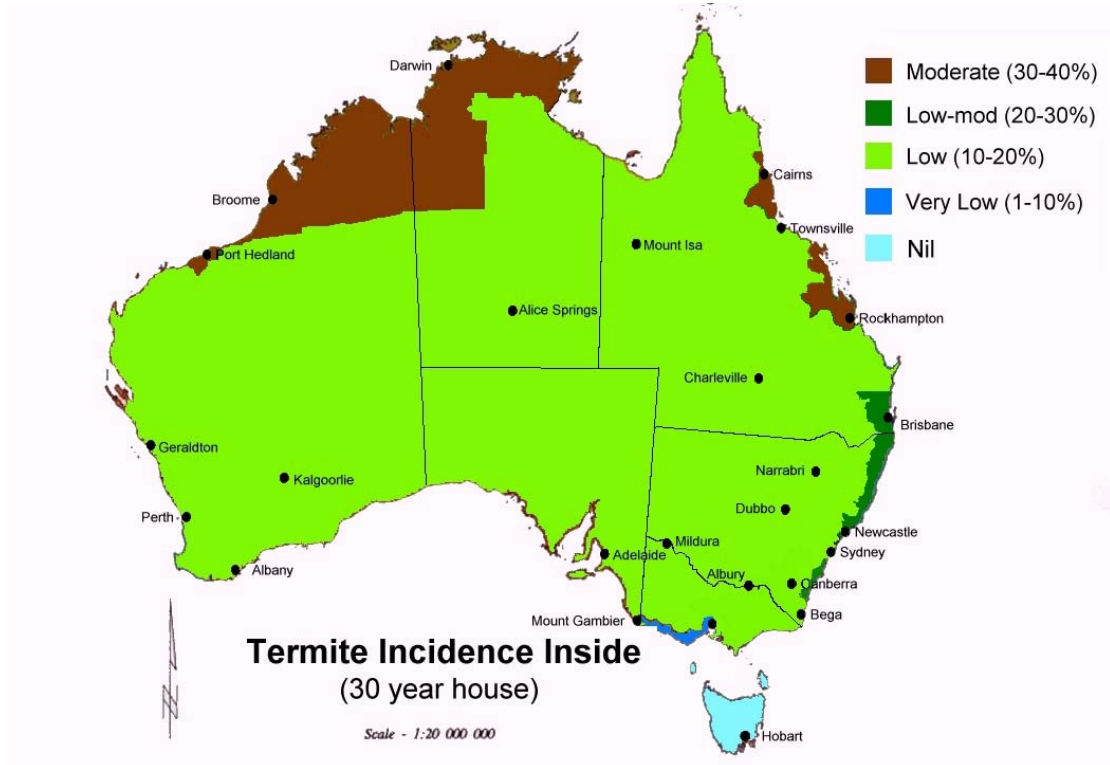 Darwin
Moderate (30-40%)
Low-mod (20-30%)
Low (10-20%)
Very Low (1-10%)
Nil
Cairns
Broome
Townsville
Port Hedland
Mount Isa
Alice Springs
Rockhampton
Charleville
Brisbane
Geraldton
Narrabri
Kalgoorlie
Dubbo
Perth
Newcastle
Mildura
Sydney
Adelaide
Albany
Albury
Canberra
Bega
Mount Gambier
Termite Incidence Inside
(30 year house)
Scale - 1:20 000 000
Hobart